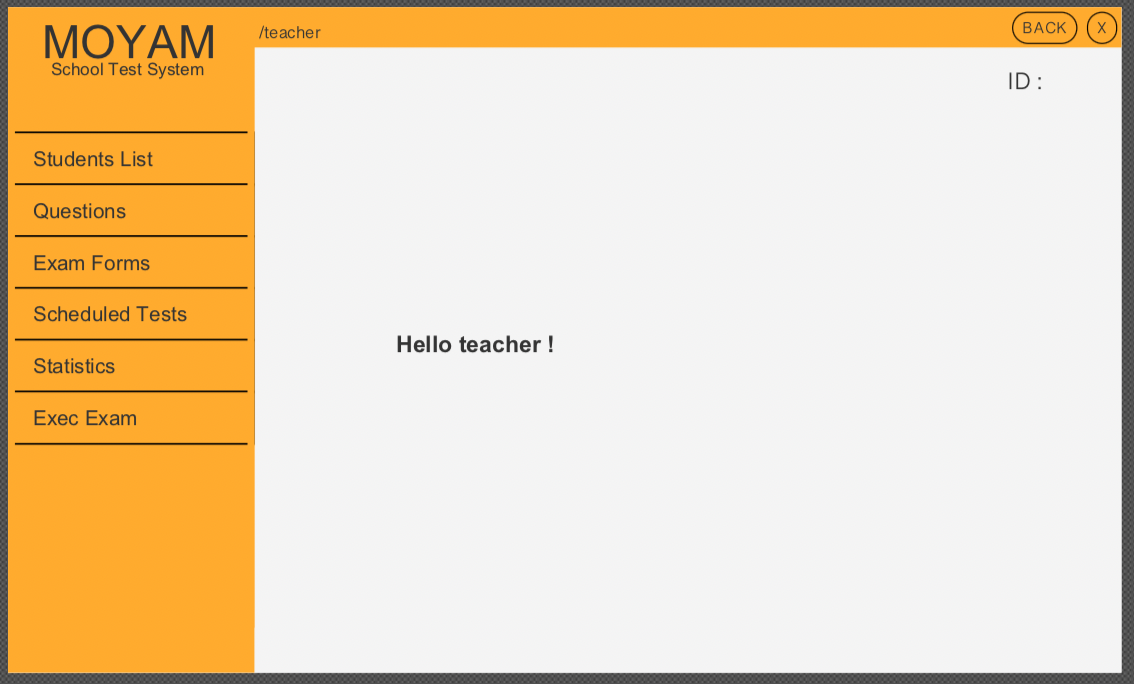 MOYAM
School Test System
/teacher
BACK
X
ID :
Students List
Questions
Exam Forms
Scheduled Tests
Statistics
Exec Exam
Hello teacher !